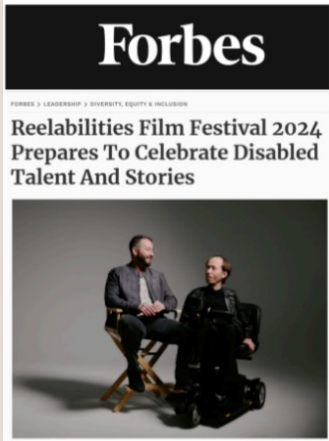 Forbes
FORBES > LEADERSHIP > DIVERSITY, EQUITY & INCLUSION
Reelabilities Film Festival 2024
Prepares To Celebrate Disabled
Talent And Stories